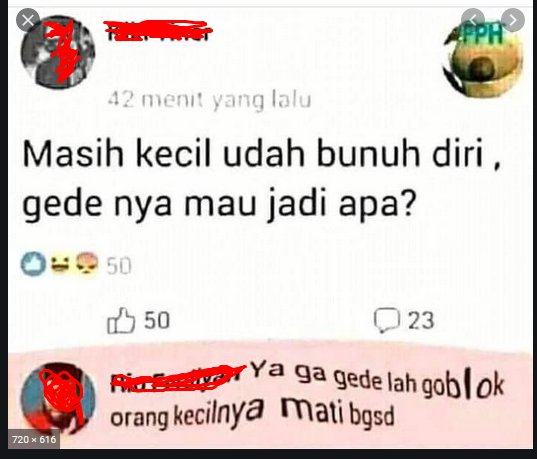 PPH
42 menit yang lalu
Masih kecil udah bunuh diri ,
gede nya mau jadi apa?
50
50 23
Ya ga gede lah goblok
orang kecilnya mati bgsd
720 × 616